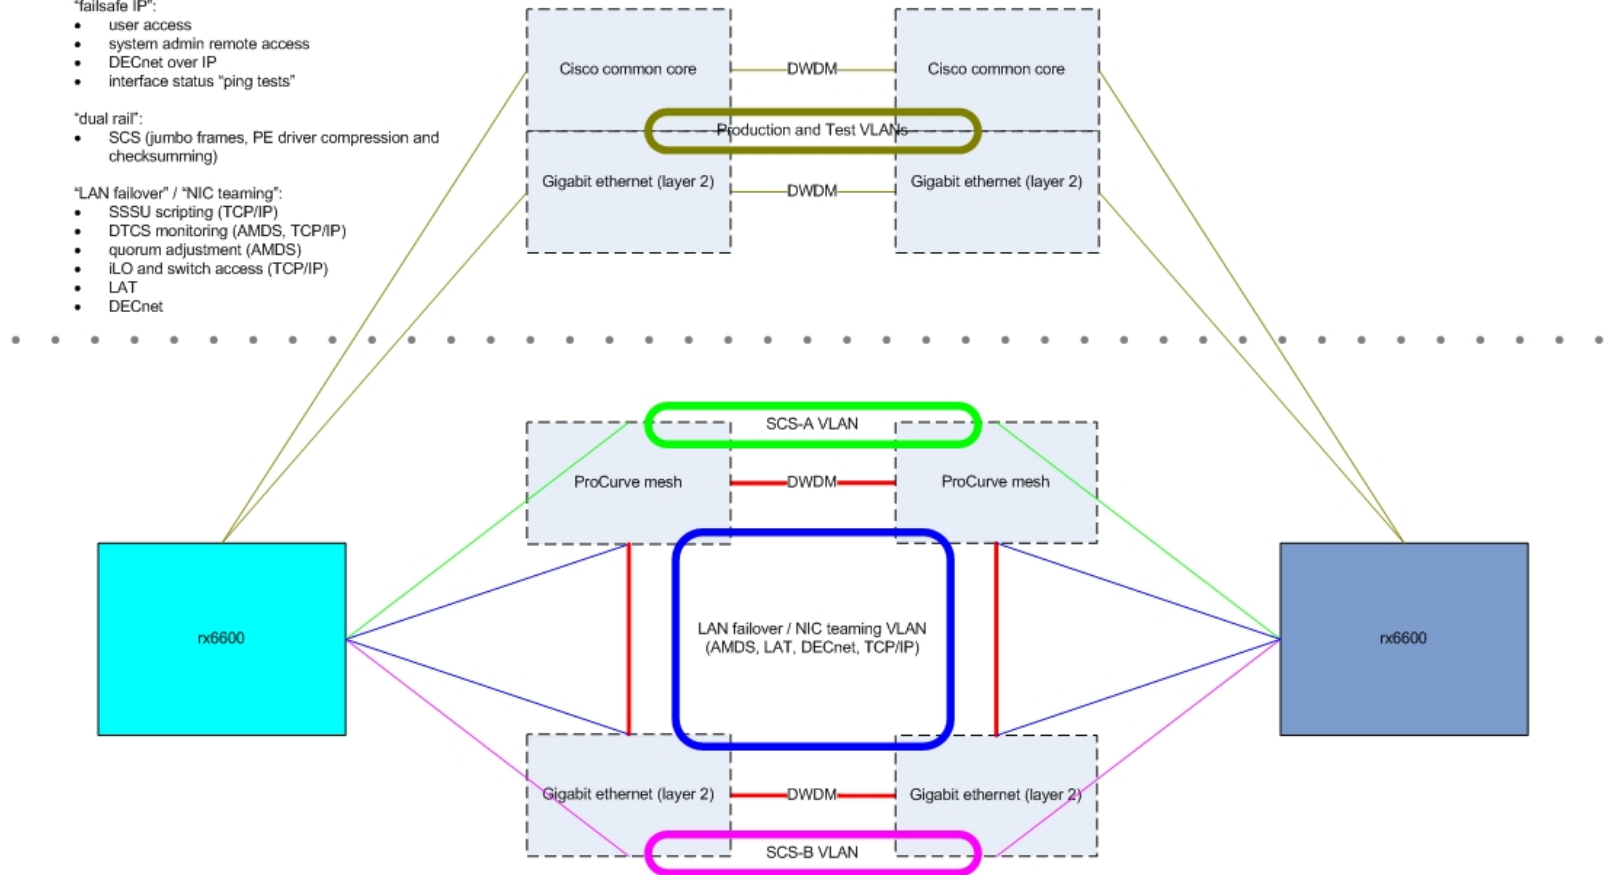 "failsafe IP":
• user access
• system admin remote access
• DECnet over IP
• interface status "ping tests"
"dual rail":
• SCS (jumbo frames, PE driver compression and
checksumming)
"LAN failover" / "NIC teaming":
• SSSU scripting (TCP/IP)
• DTCS monitoring (AMDS, TCP/IP)
• quorum adjustment (AMDS)
• iLO and switch access (TCP/IP)
• LAT
• DECnet
Cisco common core
DWDM
Cisco common core
Production and Test VLANs
Gigabit ethernet (layer 2)
DWDM
Gigabit ethernet (layer 2)
SCS-A VLAN
ProCurve mesh
DWDM
ProCurve mesh
rx6600
LAN failover / NIC teaming VLAN
(AMDS, LAT, DECnet, TCP/IP)
rx6600
Gigabit ethernet (layer 2)
DWDM
Gigabit ethernet (layer 2)
SCS-B VLAN